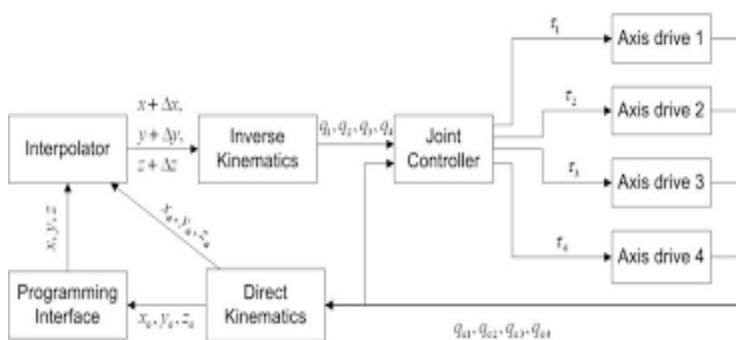 τ₁
Axis drive 1
x + Δx,
y + Δy,
z + Δz
τ₂
Axis drive 2
Interpolator
Inverse
Kinematics
q₁, q₂, q₃, q₄
Joint
Controller
τ₃
Axis drive 3
x, y, z
xₐ, yₐ, zₐ
τ₄
Axis drive 4
Programming
Interface
xₐ, yₐ, zₐ
Direct
Kinematics
qₐ₁, qₐ₂, qₐ₃, qₐ₄